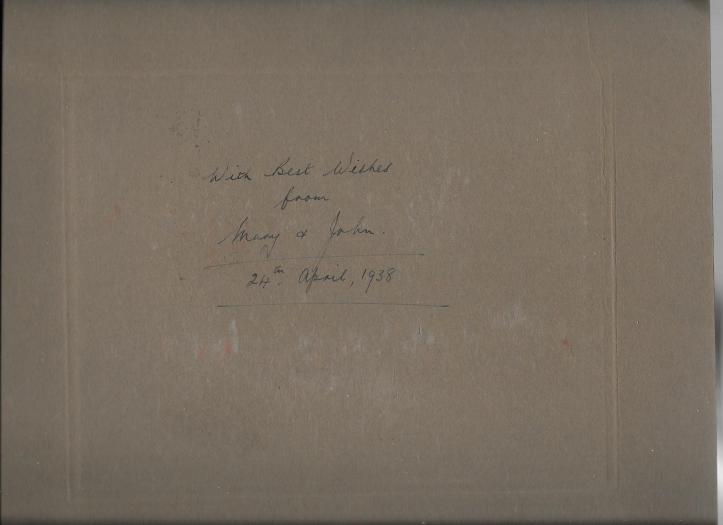 With Best Wishes
from
Mary & John.
24th April, 1938